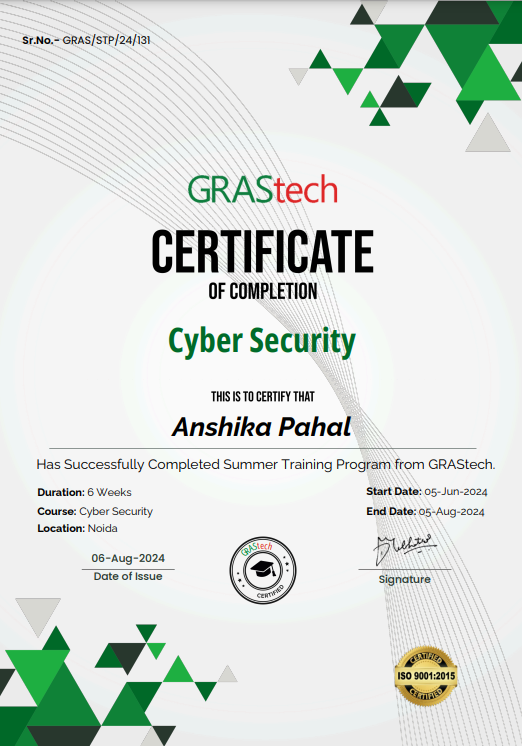 Sr.No.- GRAS/STP/24/131
GRAStech
CERTIFICATE
OF COMPLETION
Cyber Security
THIS IS TO CERTIFY THAT
Anshika Pahal
Has Successfully Completed Summer Training Program from GRAStech.
Duration: 6 Weeks
Start Date: 05-Jun-2024
Course: Cyber Security
End Date: 05-Aug-2024
Location: Noida
06-Aug-2024
Date of Issue
GRAStech
CERTIFIED
Signature
CERTIFIED
ISO 9001:2015
CERTIFIED